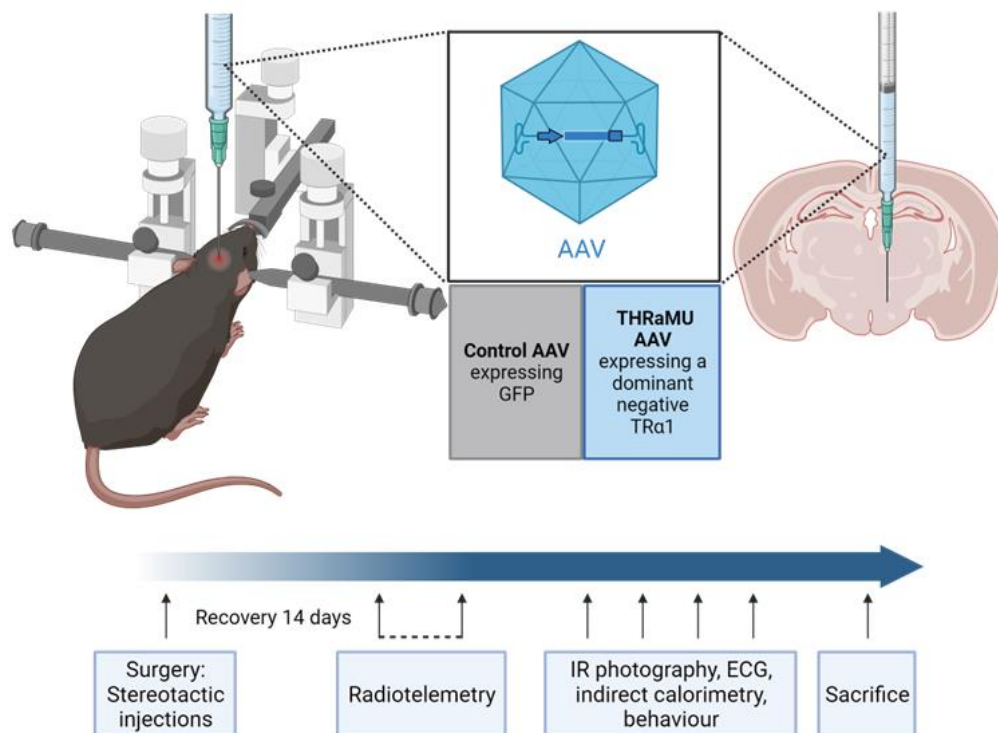 AAV
Control AAV
expressing
GFP
THRaMU
AAV
expressing a
dominant
negative
TRα1
Recovery 14 days
Surgery:
Stereotactic
injections
Radiotelemetry
IR photography, ECG,
indirect calorimetry,
behaviour
Sacrifice